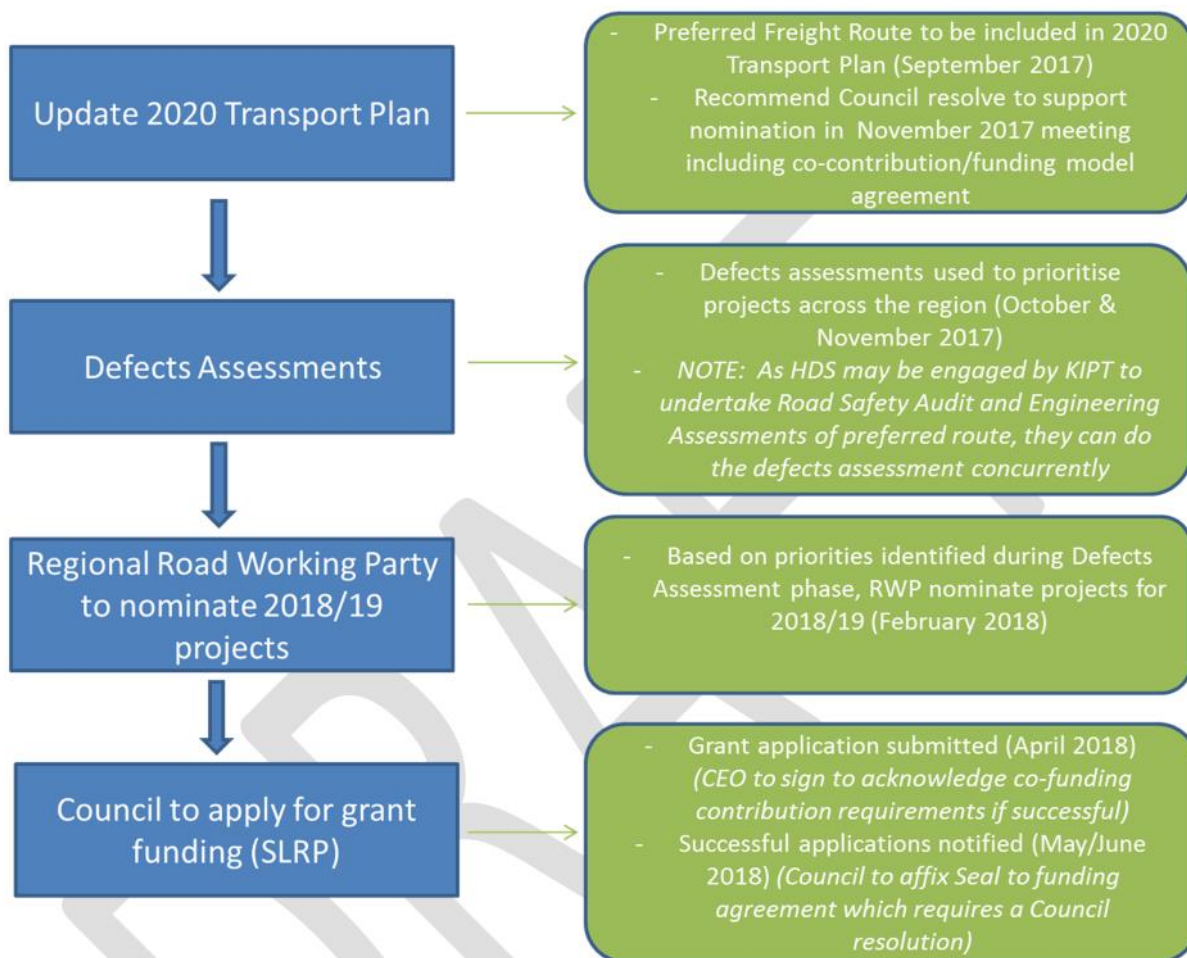 Update 2020 Transport Plan
- Preferred Freight Route to be included in 2020
Transport Plan (September 2017)
- Recommend Council resolve to support
nomination in November 2017 meeting
including co-contribution/funding model
agreement
Defects Assessments
- Defects assessments used to prioritise
projects across the region (October &
November 2017)
- NOTE: As HDS may be engaged by KIPT to
undertake Road Safety Audit and Engineering
Assessments of preferred route, they can do
the defects assessment concurrently
Regional Road Working Party
to nominate 2018/19
projects
- Based on priorities identified during Defects
Assessment phase, RWP nominate projects for
2018/19 (February 2018)
Council to apply for grant
funding (SLRP)
- Grant application submitted (April 2018)
(CEO to sign to acknowledge co-funding
contribution requirements if successful)
- Successful applications notified (May/June
2018) (Council to affix Seal to funding
agreement which requires a Council
resolution)
DRAFT